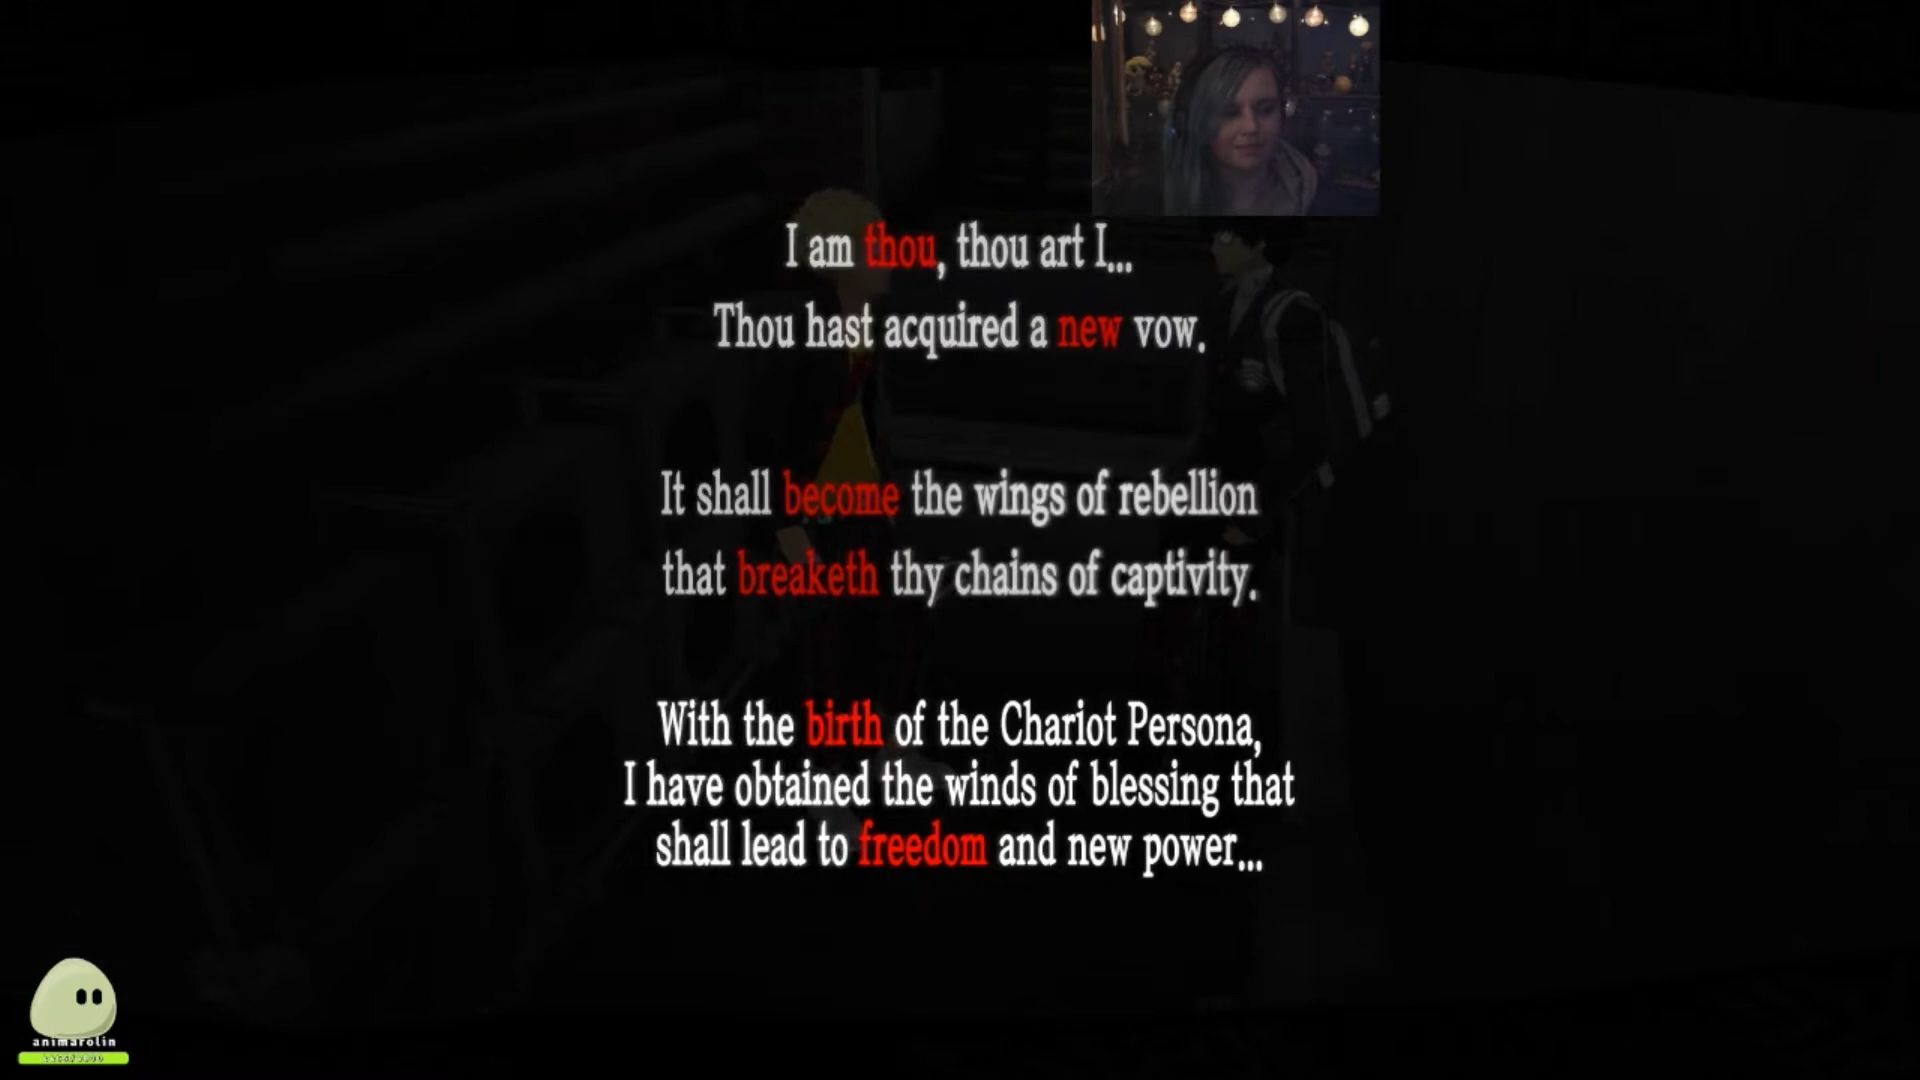 I am thou, thou art I...
Thou hast acquired a new vow.
It shall become the wings of rebellion
that breaketh thy chains of captivity.
With the birth of the Chariot Persona,
I have obtained the winds of blessing that
shall lead to freedom and new power...
animarolin